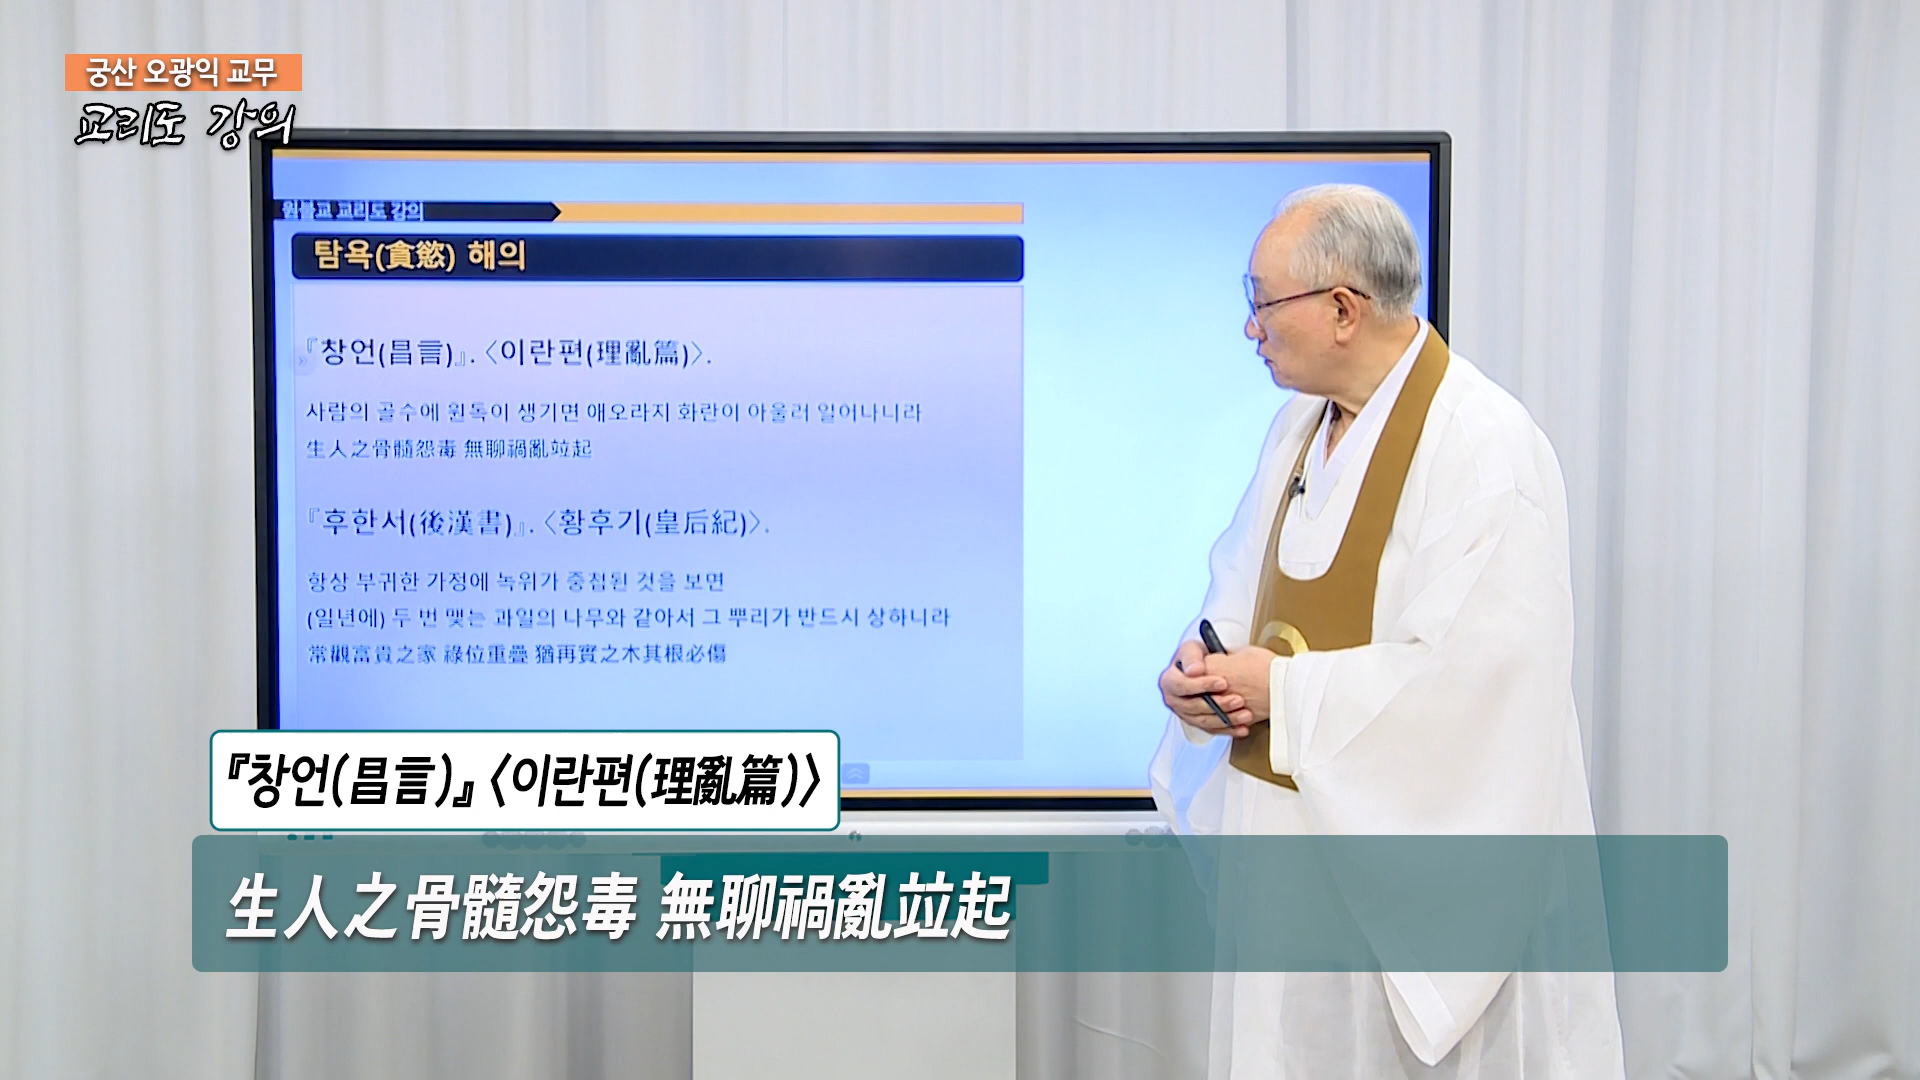 궁산 오광익 교무
교리도 강의
원불교 교리도 강의
탐욕(貪慾) 해의
『창언(昌言)』. 〈이란편(理亂篇)〉.
사람의 골수에 원독이 생기면 애오라지 화란이 아울러 일어나니라
生人之骨髓怨毒 無聊禍亂竝起
『후한서(後漢書)』. 〈황후기(皇后紀)〉.
항상 부귀한 가정에 녹위가 중첩된 것을 보면
(일년에) 두 번 맺는 과일의 나무와 같아서 그 뿌리가 반드시 상하니라
常觀富貴之家 祿位重疊 猶再實之木其根必傷
『창언(昌言)』 〈이란편(理亂篇)〉
生人之骨髓怨毒 無聊禍亂竝起